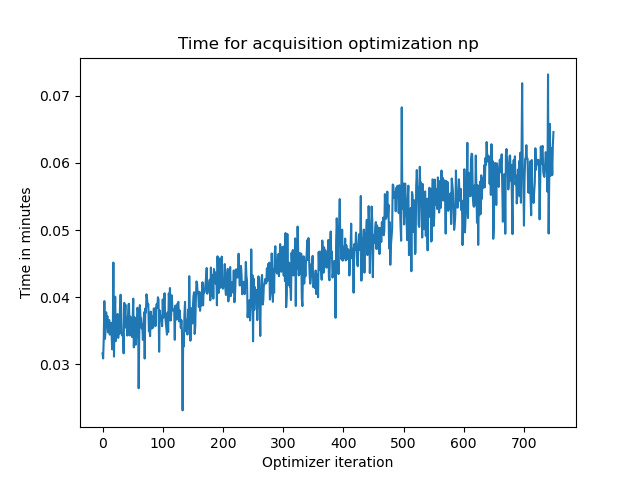 Time for acquisition optimization np
Time in minutes
0.07
0.06
0.05
0.04
0.03
0 100 200 300 400 500 600 700
Optimizer iteration